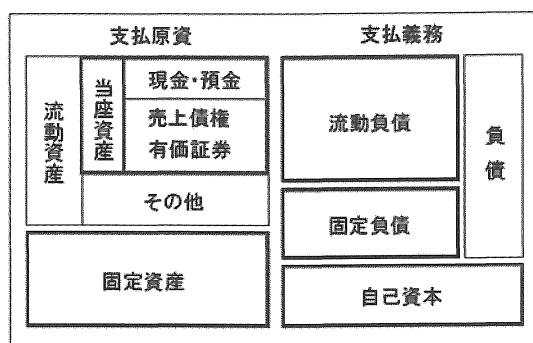 支払原資
支払義務
流動資産
当座資産
現金・預金
売上債権
有価証券
その他
固定資産
流動負債
固定負債
負債
自己資本